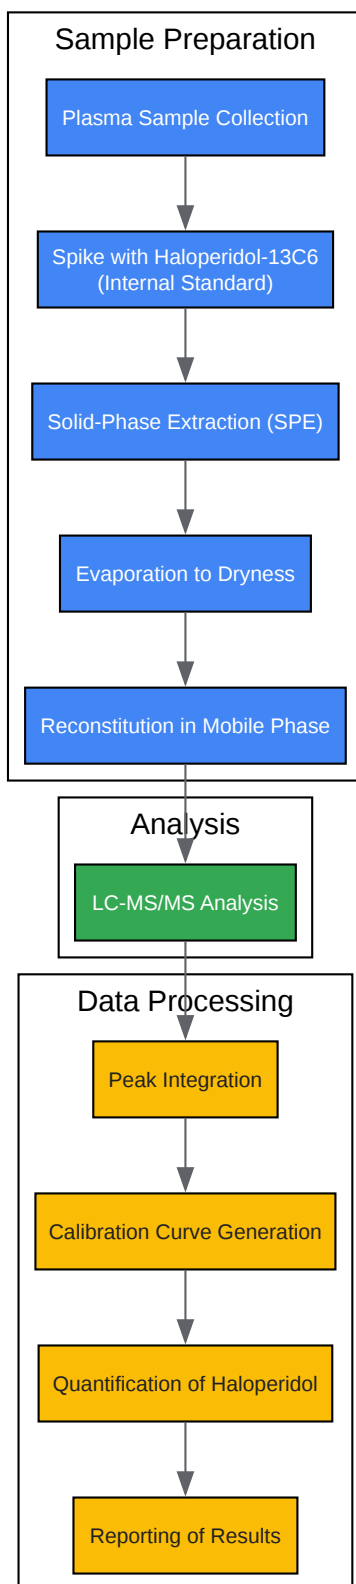 Sample Preparation
Plasma Sample Collection
Spike with Haloperidol-13C6
(Internal Standard)
Solid-Phase Extraction (SPE)
Evaporation to Dryness
Reconstitution in Mobile Phase
Analysis
LC-MS/MS Analysis
Data Processing
Peak Integration
Calibration Curve Generation
Quantification of Haloperidol
Reporting of Results